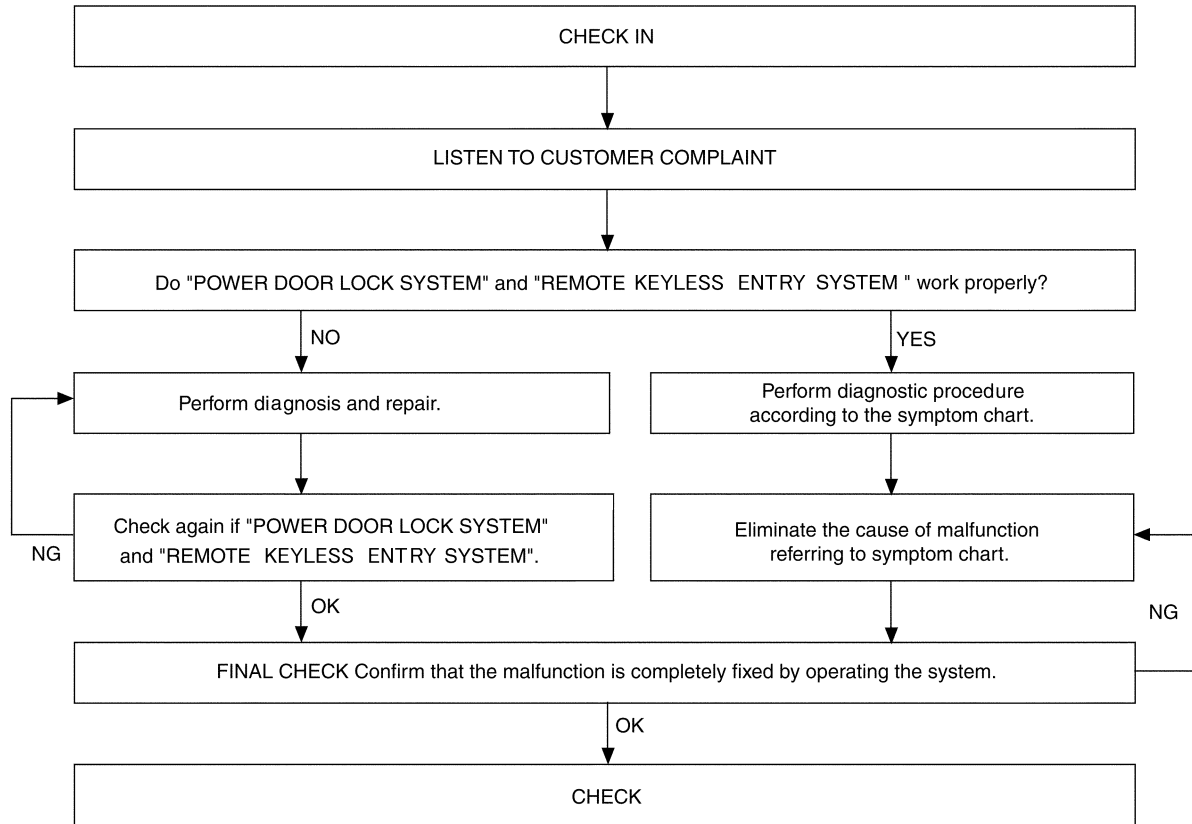 CHECK IN
LISTEN TO CUSTOMER COMPLAINT
Do "POWER DOOR LOCK SYSTEM" and "REMOTE KEYLESS ENTRY SYSTEM " work properly?
NO
YES
Perform diagnosis and repair.
Perform diagnostic procedure
according to the symptom chart.
Check again if "POWER DOOR LOCK SYSTEM"
and "REMOTE KEYLESS ENTRY SYSTEM".
NG
Eliminate the cause of malfunction
referring to symptom chart.
OK
NG
FINAL CHECK Confirm that the malfunction is completely fixed by operating the system.
OK
CHECK